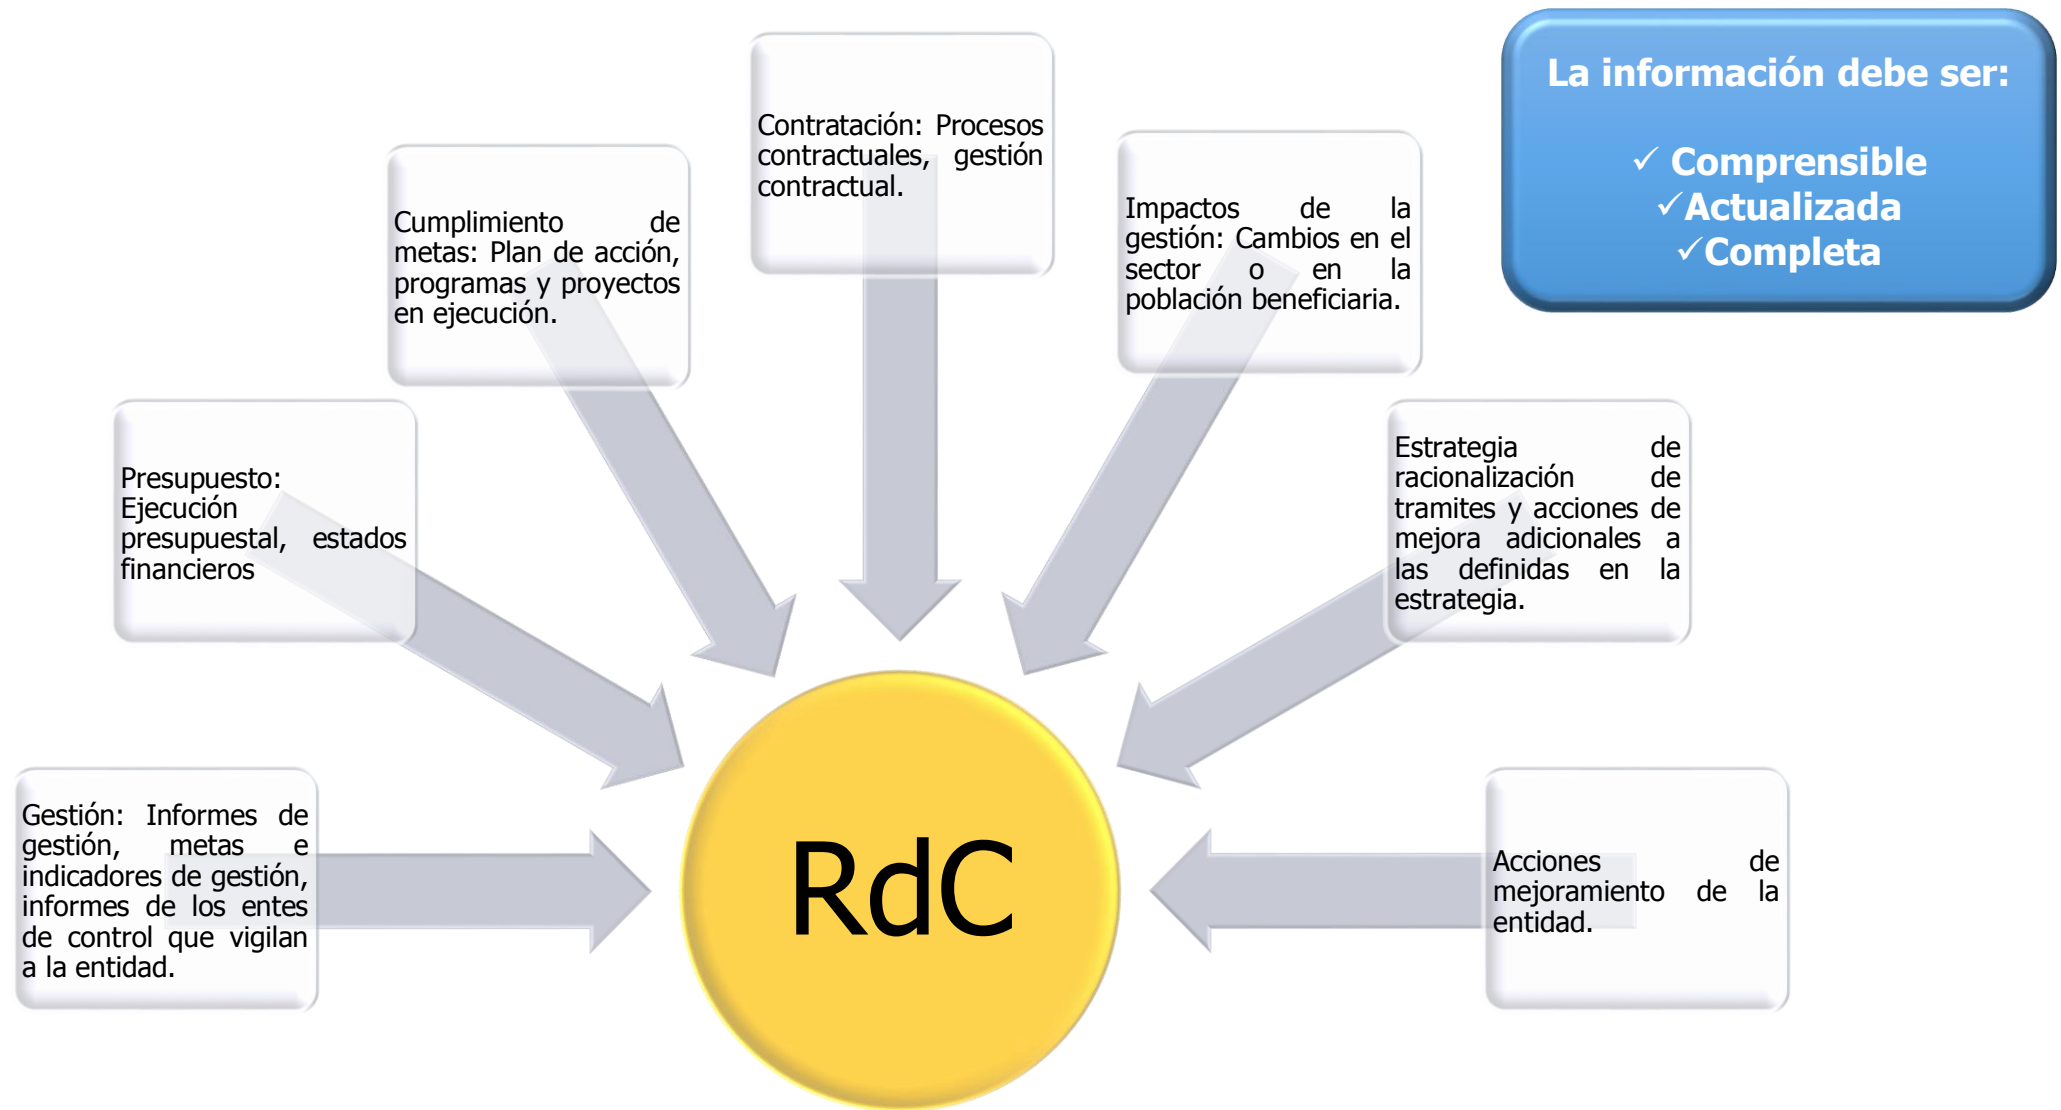 La información debe ser:
✓ Comprensible
✓Actualizada
✓Completa
Contratación: Procesos
contractuales, gestión
contractual.
Cumplimiento de
metas: Plan de acción,
programas y proyectos
en ejecución.
Impactos de la
gestión: Cambios en el
sector o en la
población beneficiaria.
Presupuesto:
Ejecución
presupuestal, estados
financieros
Estrategia de
racionalización de
tramites y acciones de
mejora adicionales a
las definidas en la
estrategia.
Gestión: Informes de
gestión, metas e
indicadores de gestión,
informes de los entes
de control que vigilan
a la entidad.
RdC
Acciones de
mejoramiento de la
entidad.